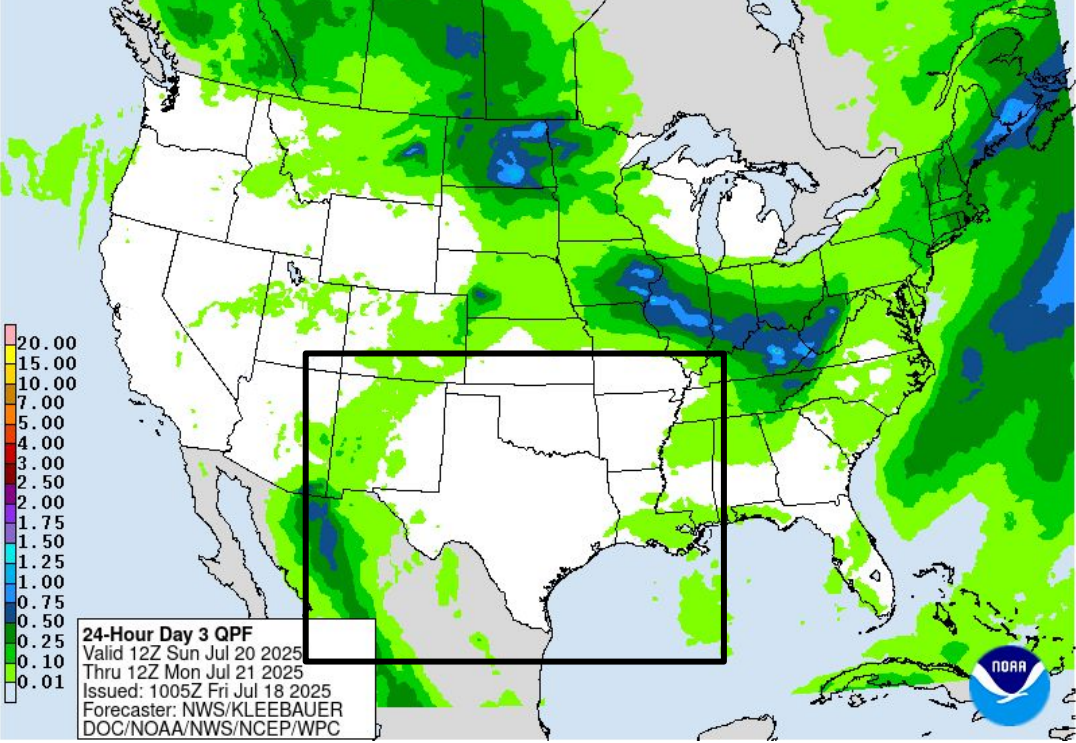 20.00
15.00
10.00
7.00
5.00
4.00
3.00
2.50
2.00
1.75
1.50
1.25
1.00
0.75
0.50
0.25
0.10
0.01
24-Hour Day 3 QPF
Valid 12Z Sun Jul 20 2025
Thru 12Z Mon Jul 21 2025
Issued: 1005Z Fri Jul 18 2025
Forecaster: NWS/KLEEBAUER
DOC/NOAA/NWS/NCEP/WPC
NOAA